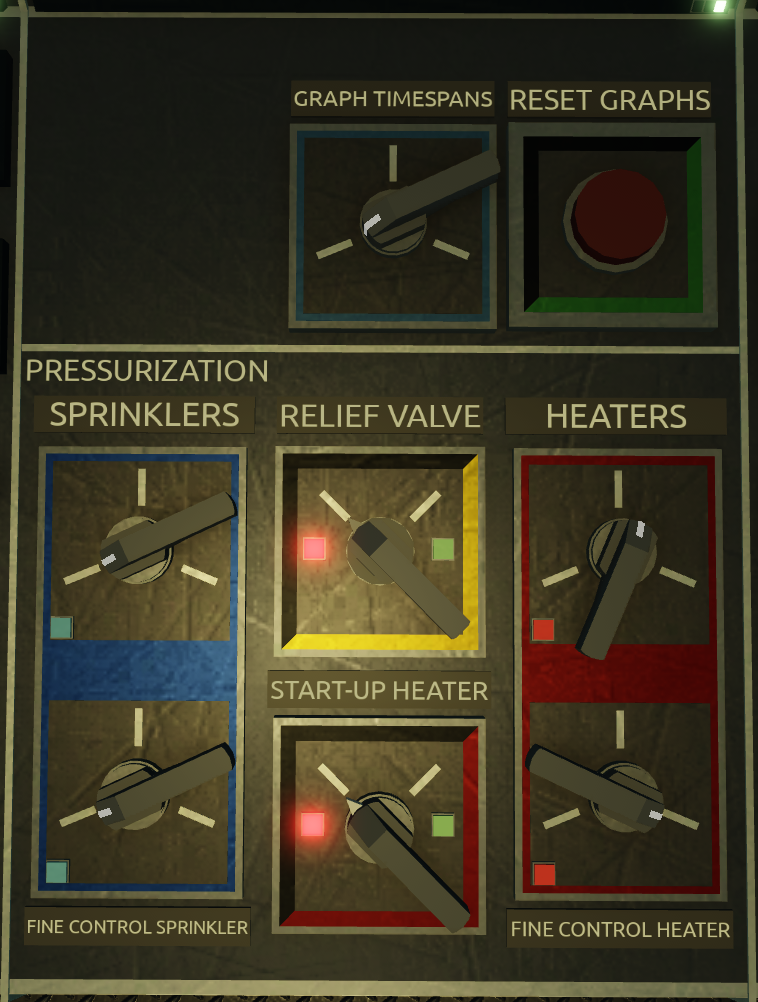 GRAPH TIMESPANS
RESET GRAPHS
PRESSURIZATION
SPRINKLERS
RELIEF VALVE
HEATERS
START-UP HEATER
FINE CONTROL SPRINKLER
FINE CONTROL HEATER